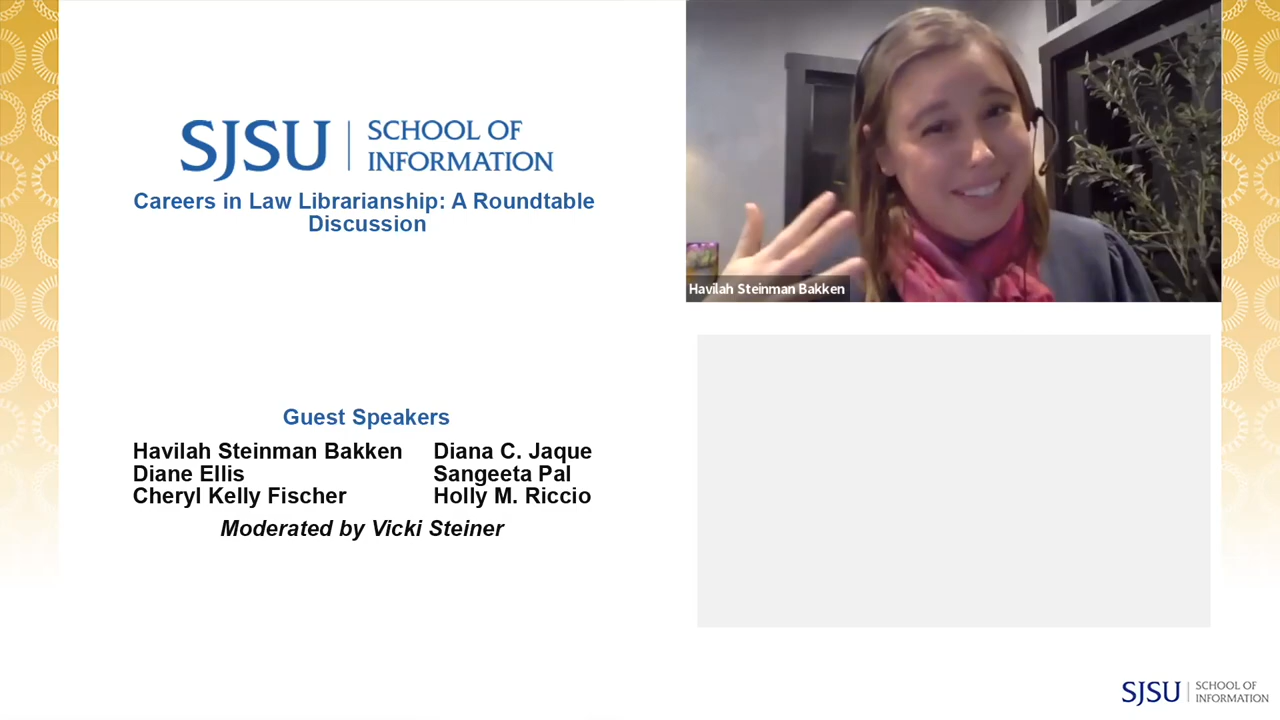 SJSU SCHOOL OF
INFORMATION
Careers in Law Librarianship: A Roundtable
Discussion
Havilah Steinman Bakken
Guest Speakers
Havilah Steinman Bakken Diana C. Jaque
Diane Ellis Sangeeta Pal
Cheryl Kelly Fischer Holly M. Riccio
Moderated by Vicki Steiner
SJSU SCHOOL OF
INFORMATION